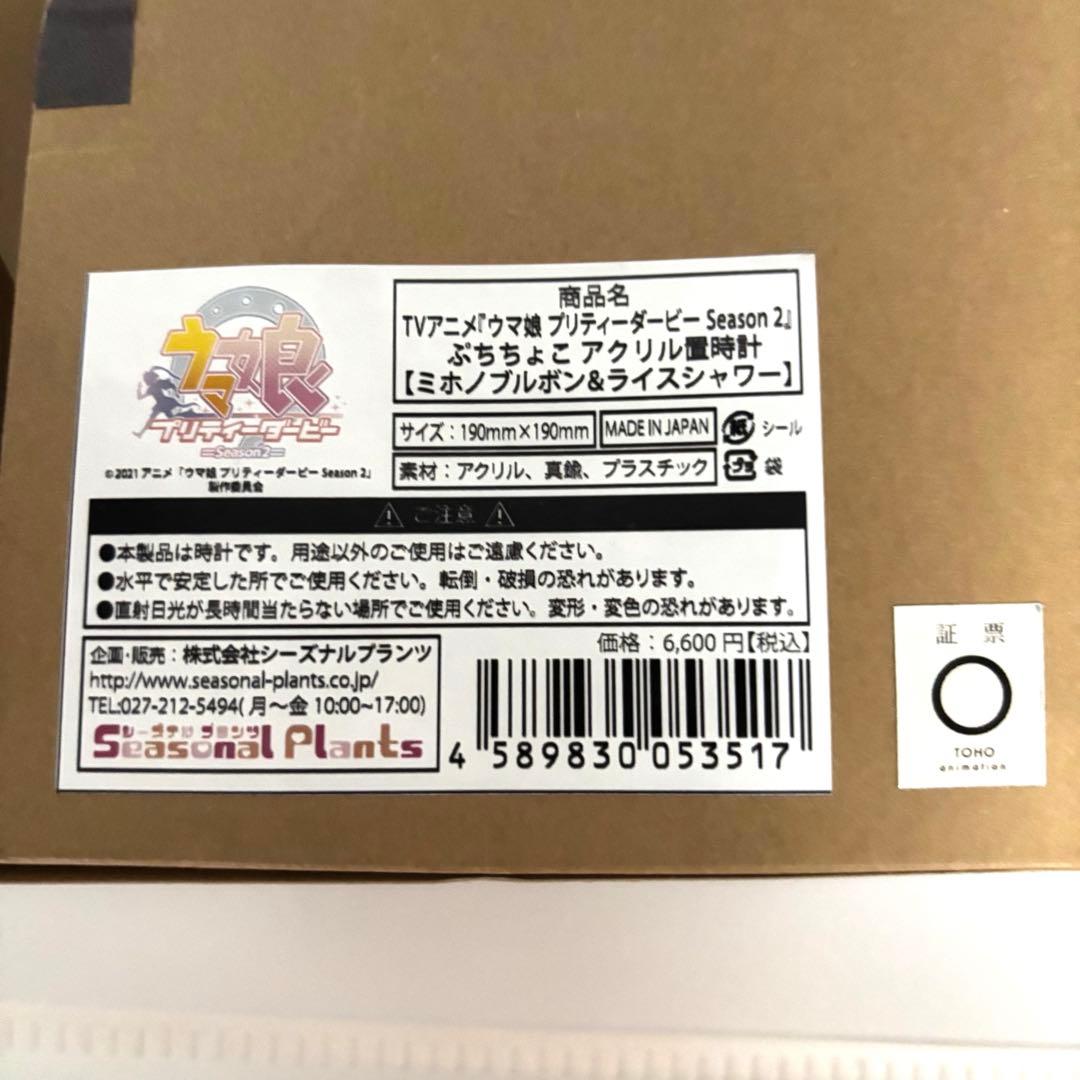 ウマ娘
プリティーダービー
Season2
©2021 アニメ「ウマ娘 プリティーダービー Season 2」
製作委員会
商品名
TVアニメ『ウマ娘 プリティーダービー Season 2』
ぷちちょこ アクリル置時計
【ミホノブルボン&ライスシャワー】
サイズ：190mm×190mm
MADE IN JAPAN
紙 シール
素材：アクリル、真鍮、プラスチック
プラ 袋
⚠ ご注意 ⚠
●本製品は時計です。用途以外のご使用はご遠慮ください。
●水平で安定した所でご使用ください。転倒・破損の恐れがあります。
●直射日光が長時間当たらない場所でご使用ください。変形・変色の恐れがあります。
企画・販売：株式会社シーズナルプランツ
http://www.seasonal-plants.co.jp/
TEL:027-212-5494(月～金 10:00~17:00)
シーズナル プランツ
Seasonal Plants
価格：6,600円【税込】
4 589830 053517
証 票
TOHO
animation